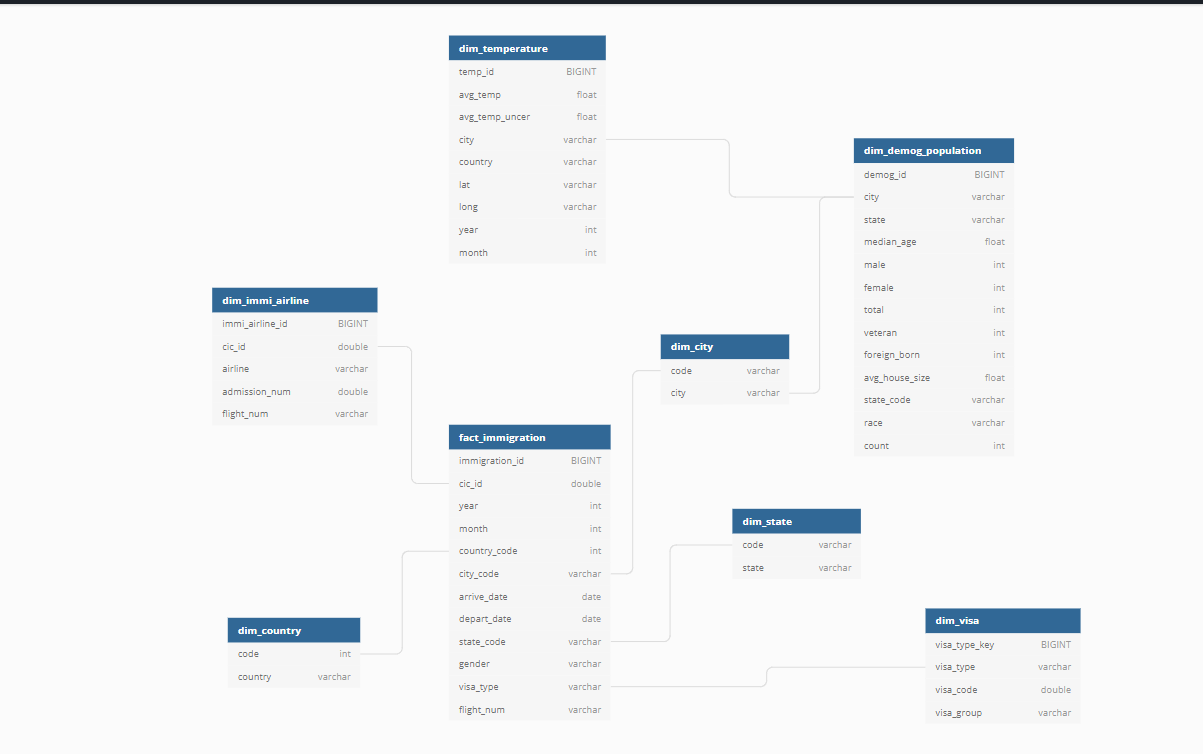 dim_temperature
temp_id BIGINT
avg_temp float
avg_temp_uncer float
city varchar
country varchar
lat varchar
long varchar
year int
month int
dim_demog_population
demog_id BIGINT
city varchar
state varchar
median_age float
male int
female int
total int
veteran int
foreign_born int
avg_house_size float
state_code varchar
race varchar
count int
dim_immi_airline
immi_airline_id BIGINT
cic_id double
airline varchar
admission_num double
flight_num varchar
dim_city
code varchar
city varchar
fact_immigration
immigration_id BIGINT
cic_id double
year int
month int
country_code int
city_code varchar
arrive_date date
depart_date date
state_code varchar
gender varchar
visa_type varchar
flight_num varchar
dim_state
code varchar
state varchar
dim_country
code int
country varchar
dim_visa
visa_type_key BIGINT
visa_type varchar
visa_code double
visa_group varchar